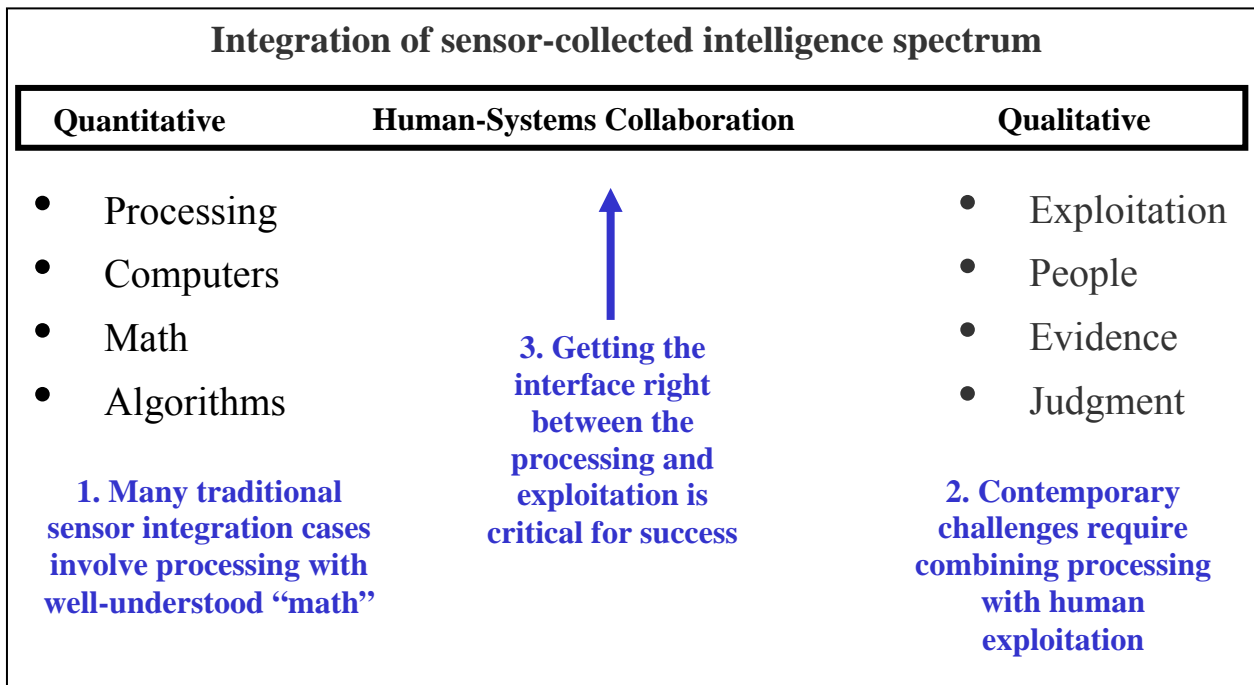 Integration of sensor-collected intelligence spectrum
Quantitative Human-Systems Collaboration Qualitative
• Processing
• Computers
• Math
• Algorithms
1. Many traditional
sensor integration cases
involve processing with
well-understood “math”
3. Getting the
interface right
between the
processing and
exploitation is
critical for success
• Exploitation
• People
• Evidence
• Judgment
2. Contemporary
challenges require
combining processing
with human
exploitation